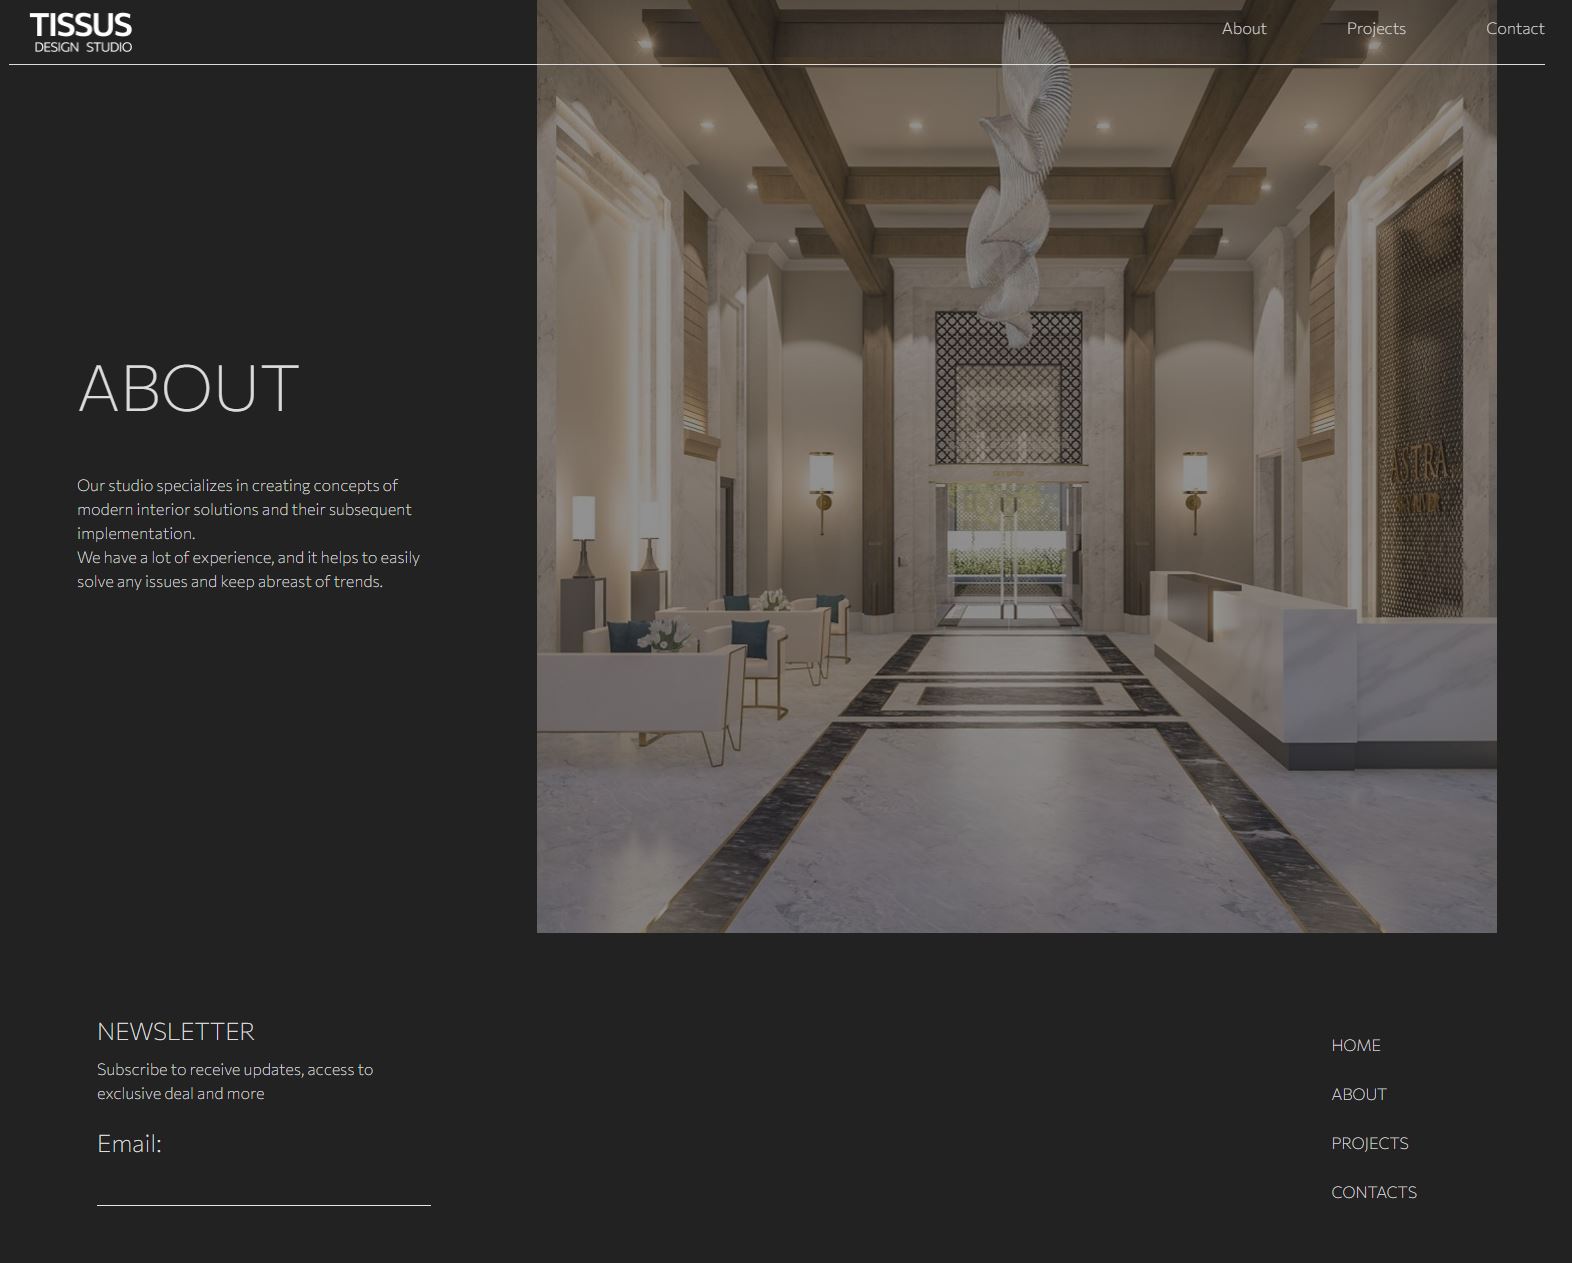 TISSUS
DESIGN STUDIO
About
Projects
Contact
ABOUT
Our studio specializes in creating concepts of
modern interior solutions and their subsequent
implementation.
We have a lot of experience, and it helps to easily
solve any issues and keep abreast of trends.
ASTRA
NEWSLETTER
Subscribe to receive updates, access to
exclusive deal and more
Email:
HOME
ABOUT
PROJECTS
CONTACTS